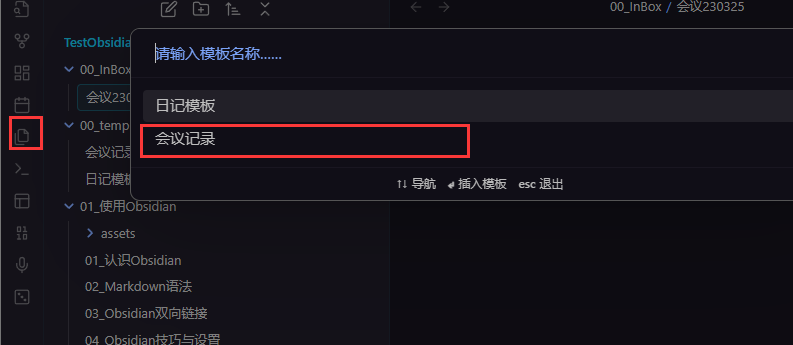 00_InBox / 会议230325
TestObsidia
请输入模板名称......
00_InBox
会议230
日记模板
00_temp
会议记录
会议记录
日记模板
↑↓ 导航 ↲ 插入模板 esc 退出
01_使用Obsidian
assets
01_认识Obsidian
02_Markdown语法
03_Obsidian双向链接
04_Obsidian技巧与设置